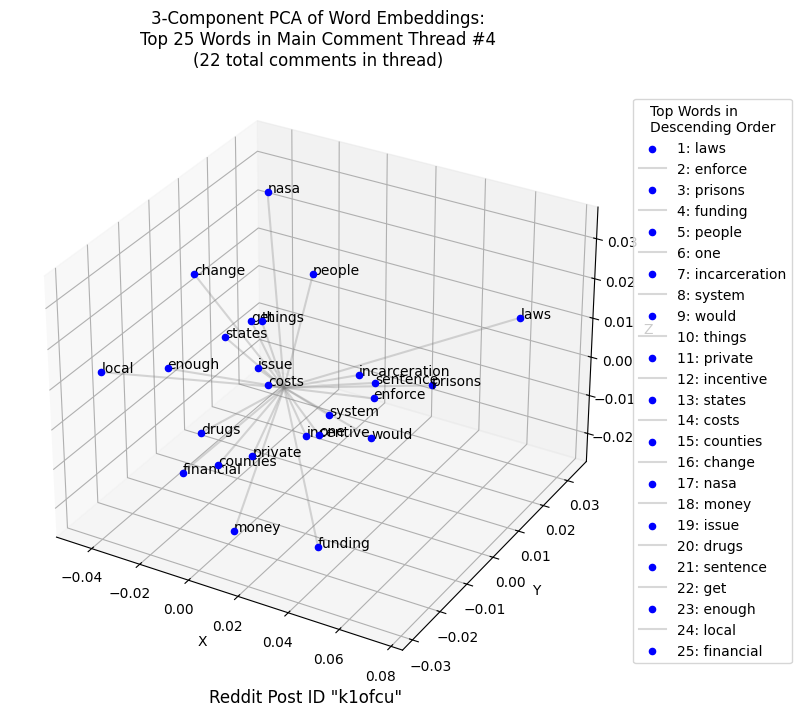 3-Component PCA of Word Embeddings:
Top 25 Words in Main Comment Thread #4
(22 total comments in thread)
Top Words in
Descending Order
1: laws
2: enforce
3: prisons
4: funding
5: people
6: one
7: incarceration
8: system
9: would
10: things
11: private
12: incentive
13: states
14: costs
15: counties
16: change
17: nasa
18: money
19: issue
20: drugs
21: sentence
22: get
23: enough
24: local
25: financial
nasa
change
people
get
things
laws
states
local
enough
issue
costs
incarceration
sentence
prisons
enforce
system
drugs
incentive
one
would
private
counties
financial
money
funding
0.03
0.02
0.01
0.00
−0.01
−0.02
Z
−0.04
−0.02
0.00
0.02
0.04
0.06
0.08
X
0.03
0.02
0.01
0.00
−0.01
−0.02
−0.03
Y
Reddit Post ID "k1ofcu"